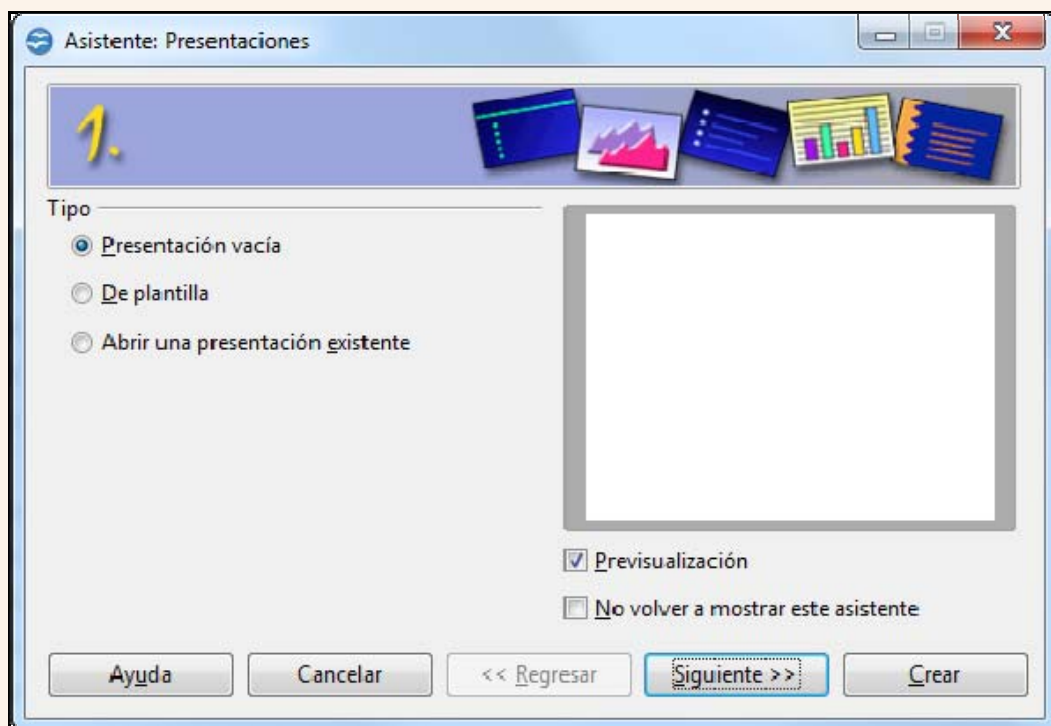 Asistente: Presentaciones
1.
Tipo
Presentación vacía
De plantilla
Abrir una presentación existente
Previsualización
No volver a mostrar este asistente
Ayuda Cancelar << Regresar Siguiente >> Crear